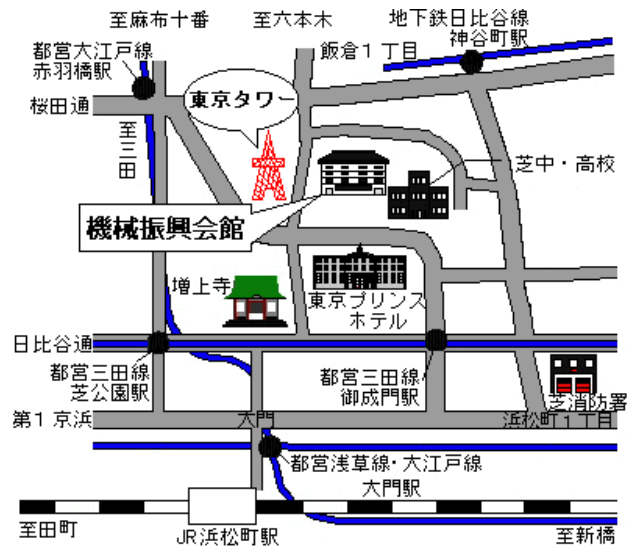 至麻布十番
至六本木
地下鉄日比谷線
神谷町駅
都営大江戸線
赤羽橋駅
飯倉1丁目
東京タワー
桜田通
至三田
芝中・高校
機械振興会館
増上寺
東京プリンス
ホテル
日比谷通
都営三田線
芝公園駅
都営三田線
御成門駅
芝消防署
第1京浜
大門
浜松町1丁目
都営浅草線・大江戸線
大門駅
至田町
JR浜松町駅
至新橋